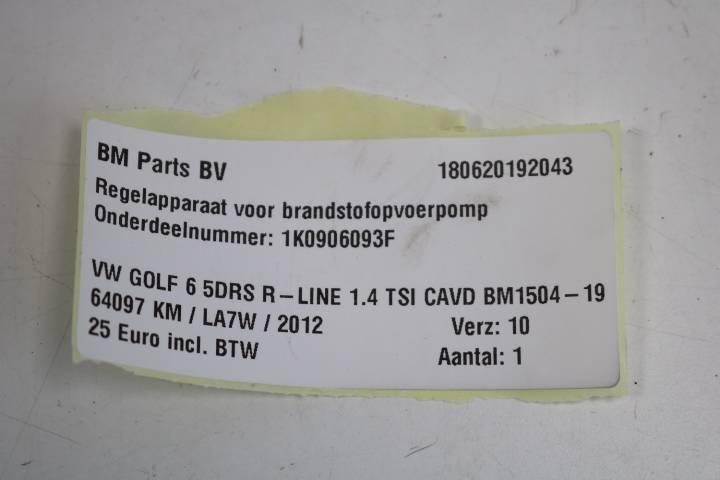 BM Parts BV 180620192043
Regelapparaat voor brandstofopvoerpomp
Onderdeelnummer: 1K0906093F
VW GOLF 6 5DRS R-LINE 1.4 TSI CAVD BM1504-19
64097 KM / LA7W / 2012 Verz: 10
25 Euro incl. BTW Aantal: 1